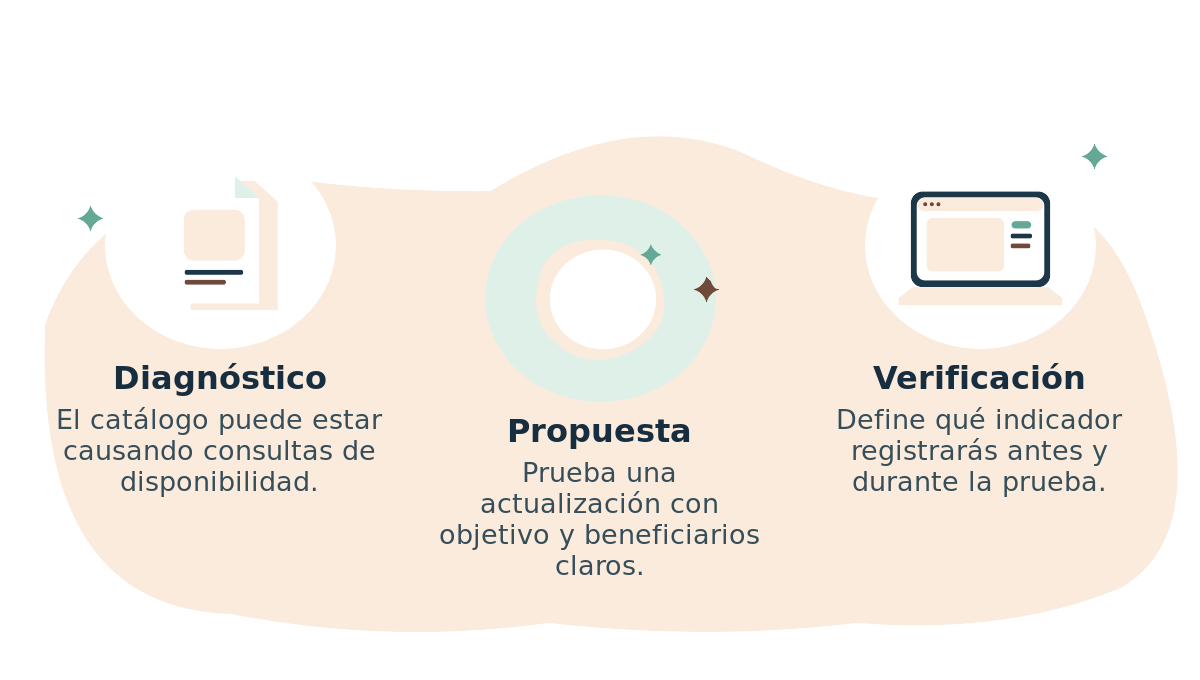 Diagnóstico
El catálogo puede estar
causando consultas de
disponibilidad.
Propuesta
Prueba una
actualización con
objetivo y beneficiarios
claros.
Verificación
Define qué indicador
registrarás antes y
durante la prueba.